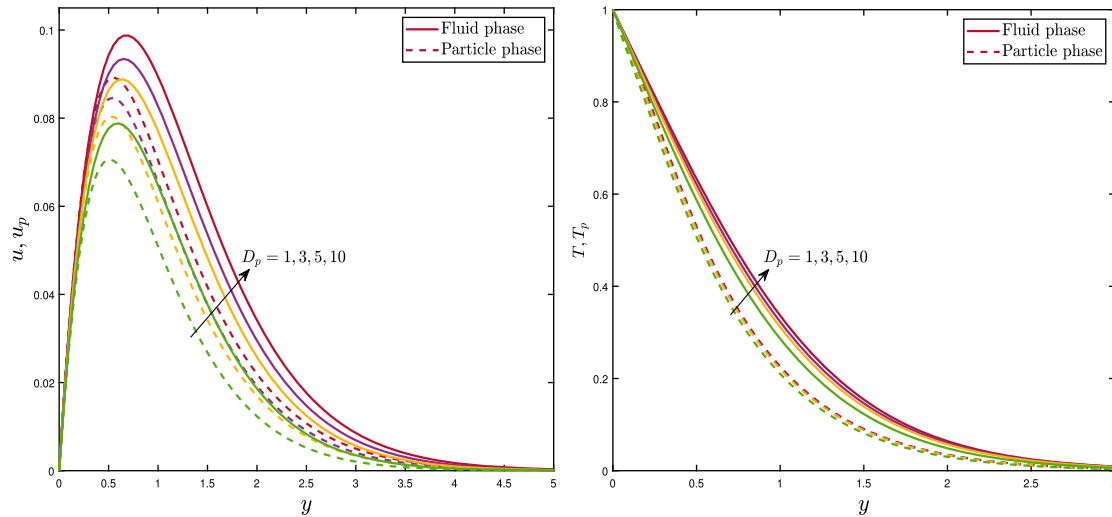 0.1
0.08
0.06
0.04
0.02
0
u, u_p
Fluid phase
Particle phase
D_p = 1, 3, 5, 10
0 0.5 1 1.5 2 2.5 3 3.5 4 4.5 5
y
1
0.8
0.6
0.4
0.2
0
T, T_p
Fluid phase
Particle phase
D_p = 1, 3, 5, 10
0 0.5 1 1.5 2 2.5 3
y